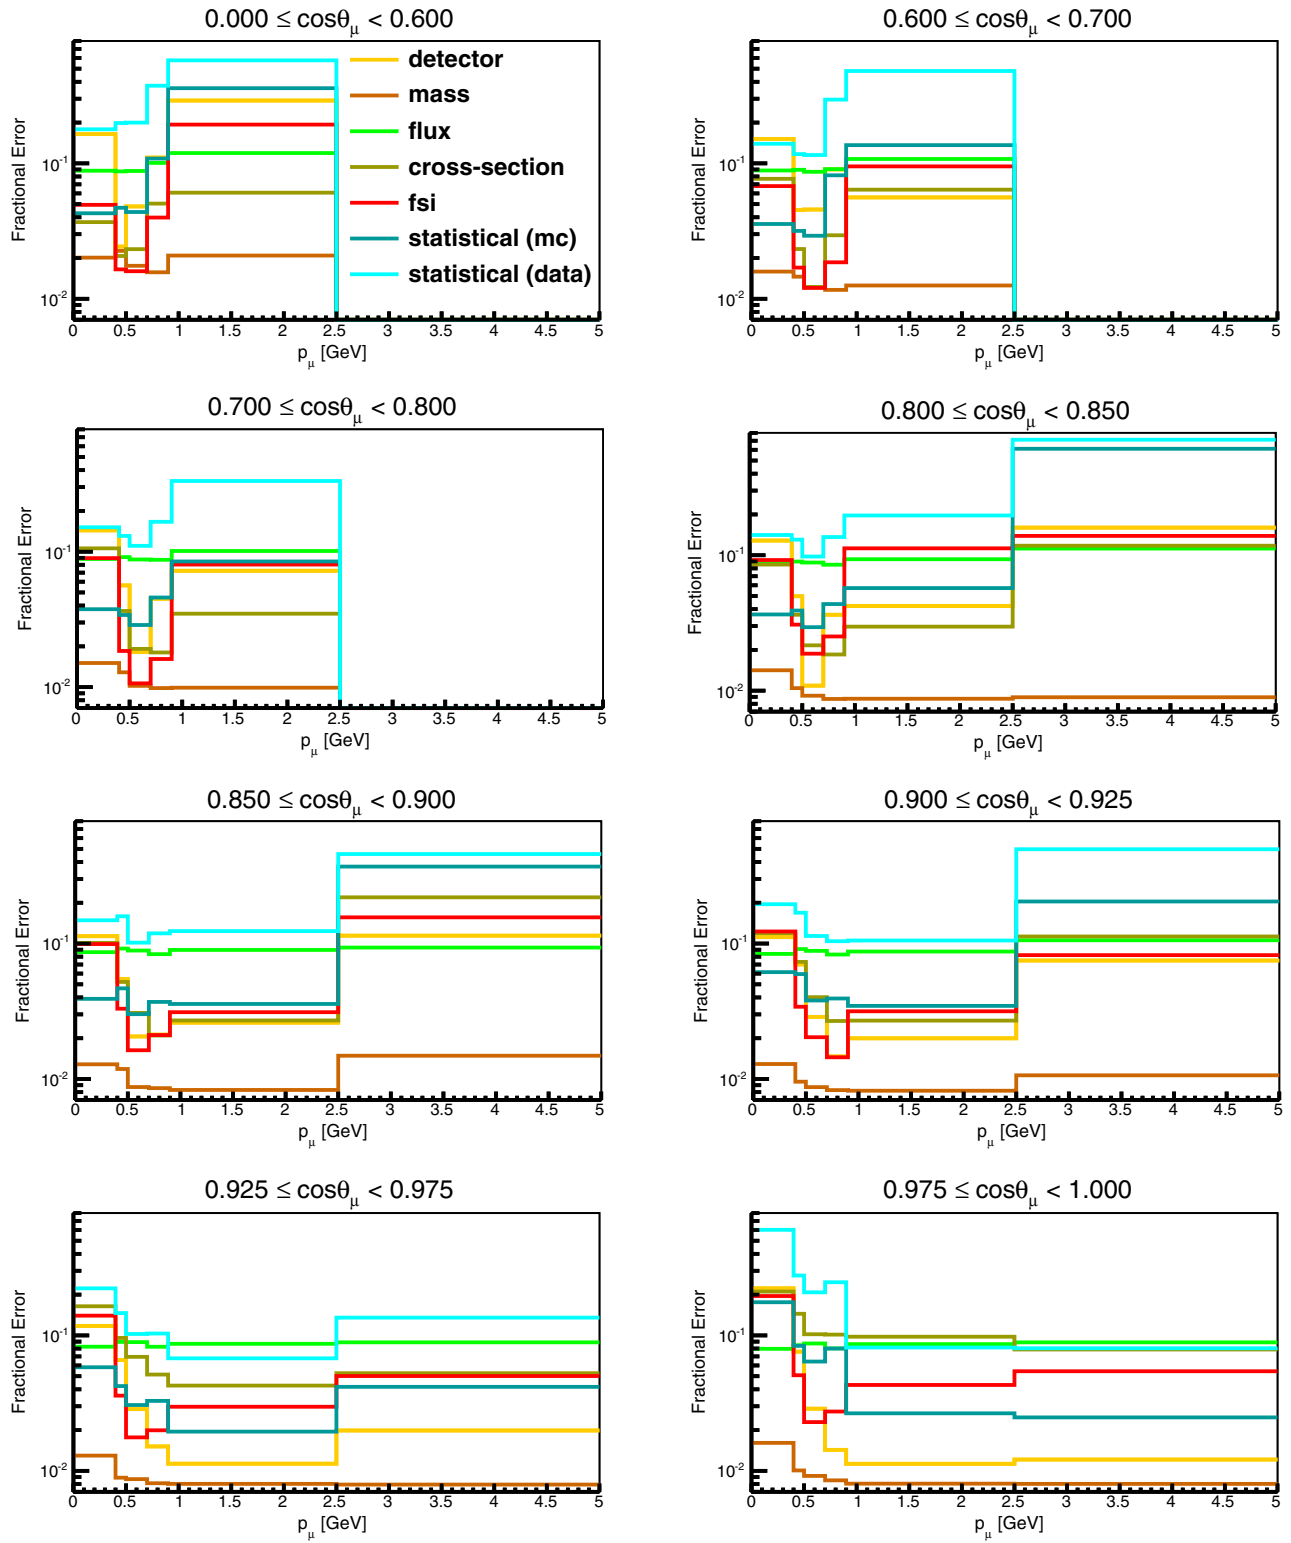 0.000 ≤ cosθμ < 0.600
Fractional Error
10⁻¹
10⁻²
detector
mass
flux
cross-section
fsi
statistical (mc)
statistical (data)
0 0.5 1 1.5 2 2.5 3 3.5 4 4.5 5
pμ [GeV]
0.600 ≤ cosθμ < 0.700
Fractional Error
10⁻¹
10⁻²
0 0.5 1 1.5 2 2.5 3 3.5 4 4.5 5
pμ [GeV]
0.700 ≤ cosθμ < 0.800
Fractional Error
10⁻¹
10⁻²
0 0.5 1 1.5 2 2.5 3 3.5 4 4.5 5
pμ [GeV]
0.800 ≤ cosθμ < 0.850
Fractional Error
10⁻¹
10⁻²
0 0.5 1 1.5 2 2.5 3 3.5 4 4.5 5
pμ [GeV]
0.850 ≤ cosθμ < 0.900
Fractional Error
10⁻¹
10⁻²
0 0.5 1 1.5 2 2.5 3 3.5 4 4.5 5
pμ [GeV]
0.900 ≤ cosθμ < 0.925
Fractional Error
10⁻¹
10⁻²
0 0.5 1 1.5 2 2.5 3 3.5 4 4.5 5
pμ [GeV]
0.925 ≤ cosθμ < 0.975
Fractional Error
10⁻¹
10⁻²
0 0.5 1 1.5 2 2.5 3 3.5 4 4.5 5
pμ [GeV]
0.975 ≤ cosθμ < 1.000
Fractional Error
10⁻¹
10⁻²
0 0.5 1 1.5 2 2.5 3 3.5 4 4.5 5
pμ [GeV]